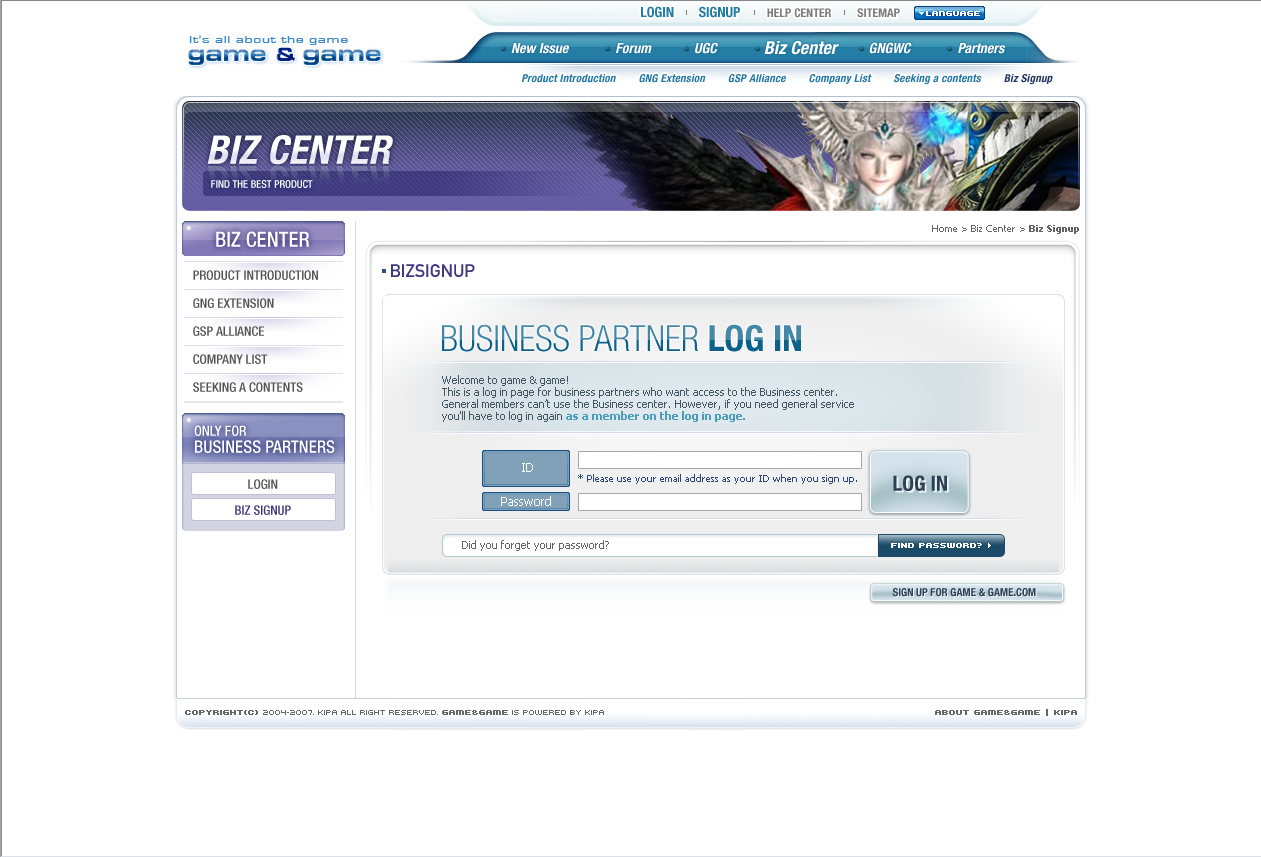 LOGIN SIGNUP HELP CENTER SITEMAP LANGUAGE
It's all about the game
game & game
New Issue Forum UGC Biz Center GNGWC Partners
Product Introduction GNG Extension GSP Alliance Company List Seeking a contents Biz Signup
BIZ CENTER
FIND THE BEST PRODUCT
BIZ CENTER
PRODUCT INTRODUCTION
GNG EXTENSION
GSP ALLIANCE
COMPANY LIST
SEEKING A CONTENTS
ONLY FOR
BUSINESS PARTNERS
LOGIN
BIZ SIGNUP
Home > Biz Center > Biz Signup
BIZSIGNUP
BUSINESS PARTNER LOG IN
Welcome to game & game!
This is a log in page for business partners who want access to the Business center.
General members can't use the Business center. However, if you need general service
you'll have to log in again as a member on the log in page.
ID
* Please use your email address as your ID when you sign up.
Password
LOG IN
Did you forget your password? FIND PASSWORD?
SIGN UP FOR GAME & GAME.COM
COPYRIGHT(C) 2004-2007. KIPA ALL RIGHT RESERVED. GAME&GAME IS POWERED BY KIPA
ABOUT GAME&GAME | KIPA